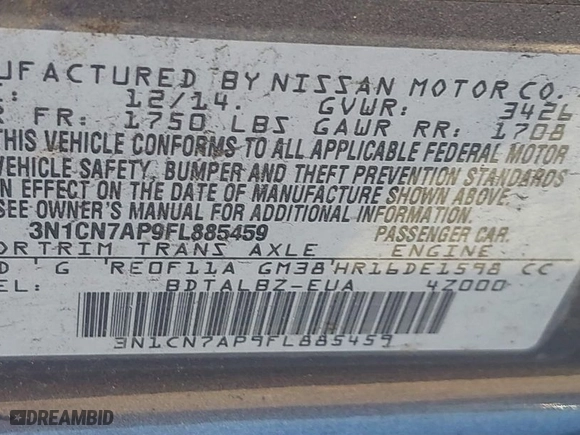 UFACTURED BY NISSAN MOTOR CO.
: 12/14. GVWR: 3426
R FR: 1750 LBS GAWR RR: 1708
THIS VEHICLE CONFORMS TO ALL APPLICABLE FEDERAL MOTOR
VEHICLE SAFETY, BUMPER AND THEFT PREVENTION STANDARDS
IN EFFECT ON THE DATE OF MANUFACTURE SHOWN ABOVE.
SEE OWNER'S MANUAL FOR ADDITIONAL INFORMATION.
3N1CN7AP9FL885459 PASSENGER CAR.
OR TRIM TRANS AXLE ENGINE
D G RE0F11A GM38 HR16DE1598 CC
EL: BDTALBZ-EUA 4Z000
3N1CN7AP9FL885459
DREAMBID